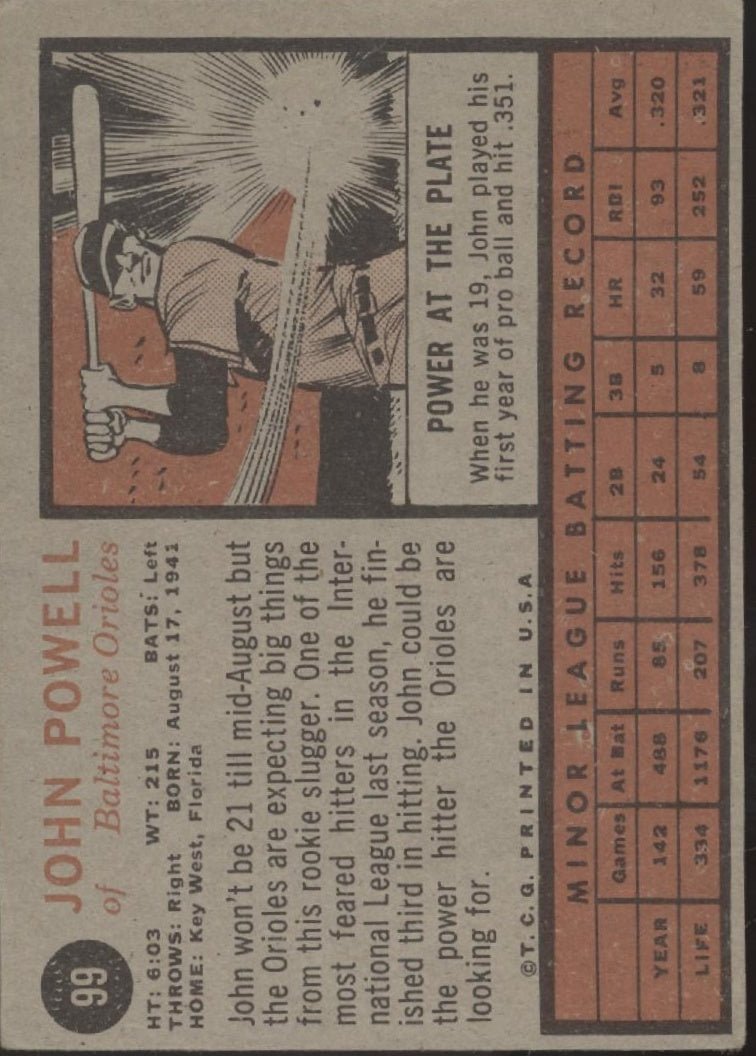 99
JOHN POWELL
of Baltimore Orioles
HT: 6:03 WT: 215 BATS: Left
THROWS: Right BORN: August 17, 1941
HOME: Key West, Florida
John won't be 21 till mid-August but
the Orioles are expecting big things
from this rookie slugger. One of the
most feared hitters in the Inter-
national League last season, he fin-
ished third in hitting. John could be
the power hitter the Orioles are
looking for.
©T. C. G. PRINTED IN U.S.A
POWER AT THE PLATE
When he was 19, John played his
first year of pro ball and hit .351.
MINOR LEAGUE BATTING RECORD
Games At Bat Runs Hits 2B 3B HR RBI Avg
YEAR 142 488 85 156 24 5 32 93 .320
LIFE 334 1176 207 378 54 8 59 252 .321